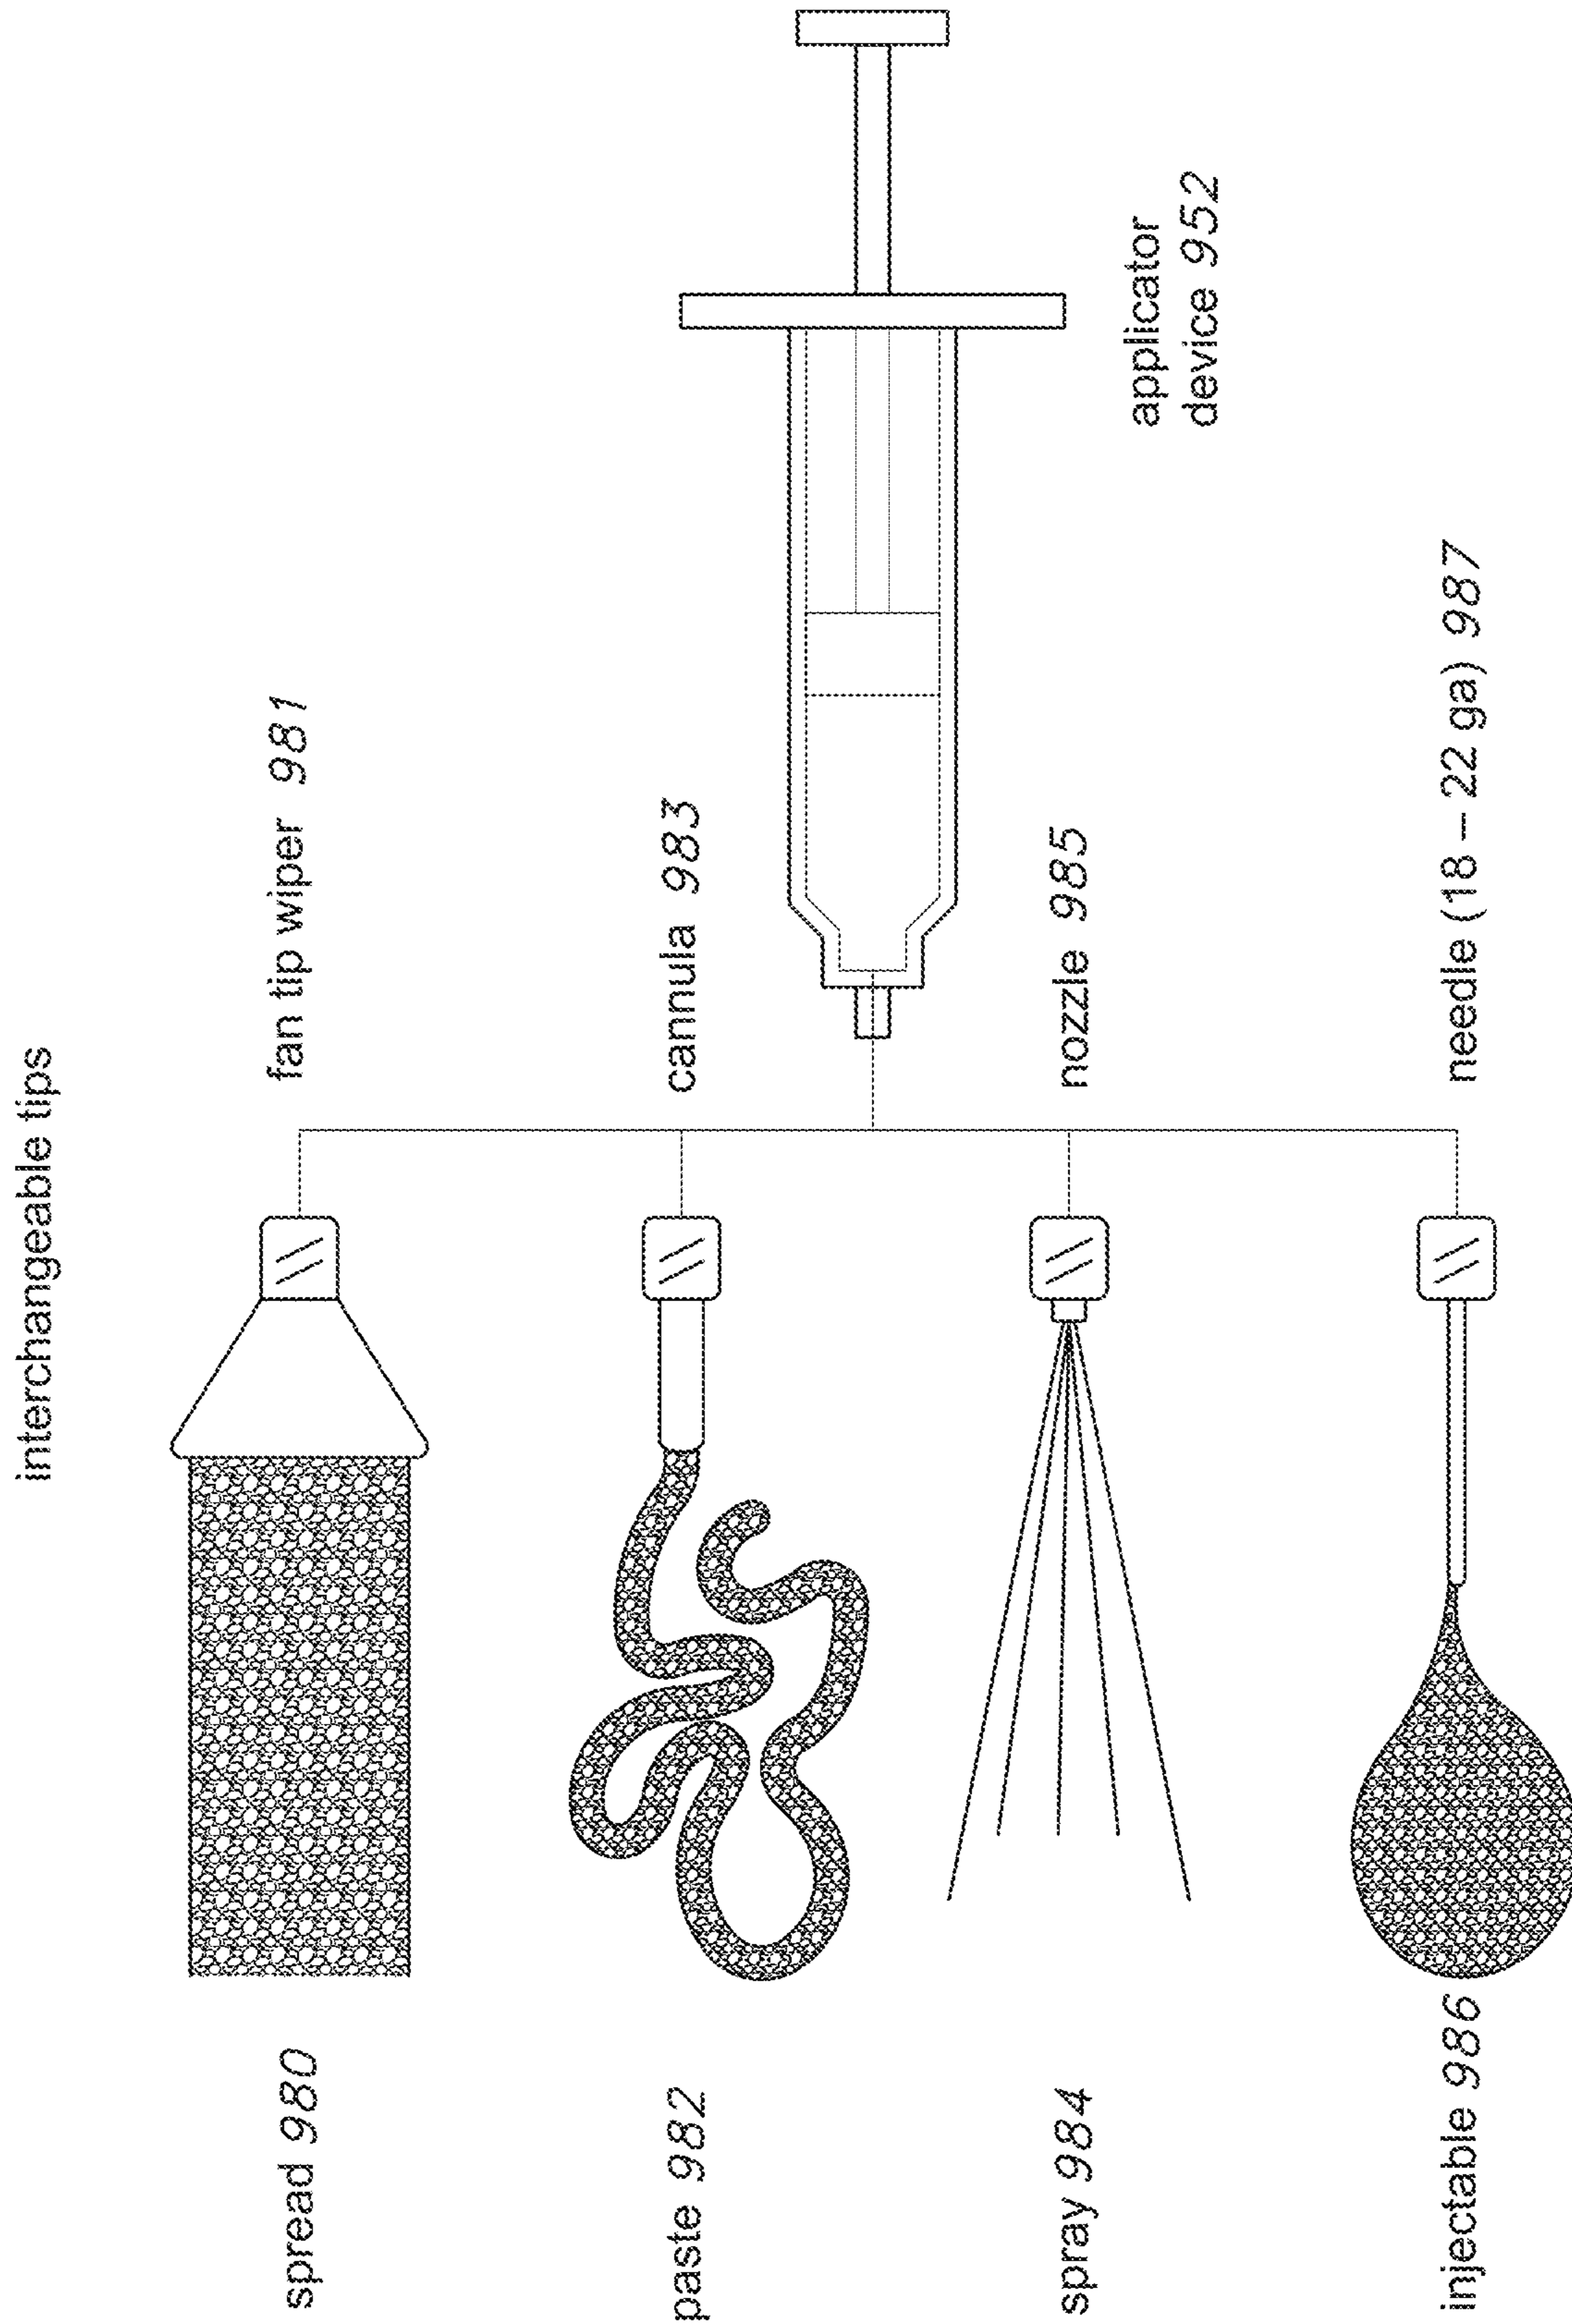 interchangeable tips
spread 980
fan tip wiper 981
paste 982
cannula 983
applicator
device 952
spray 984
nozzle 985
injectable 986
needle (18 – 22 ga) 987